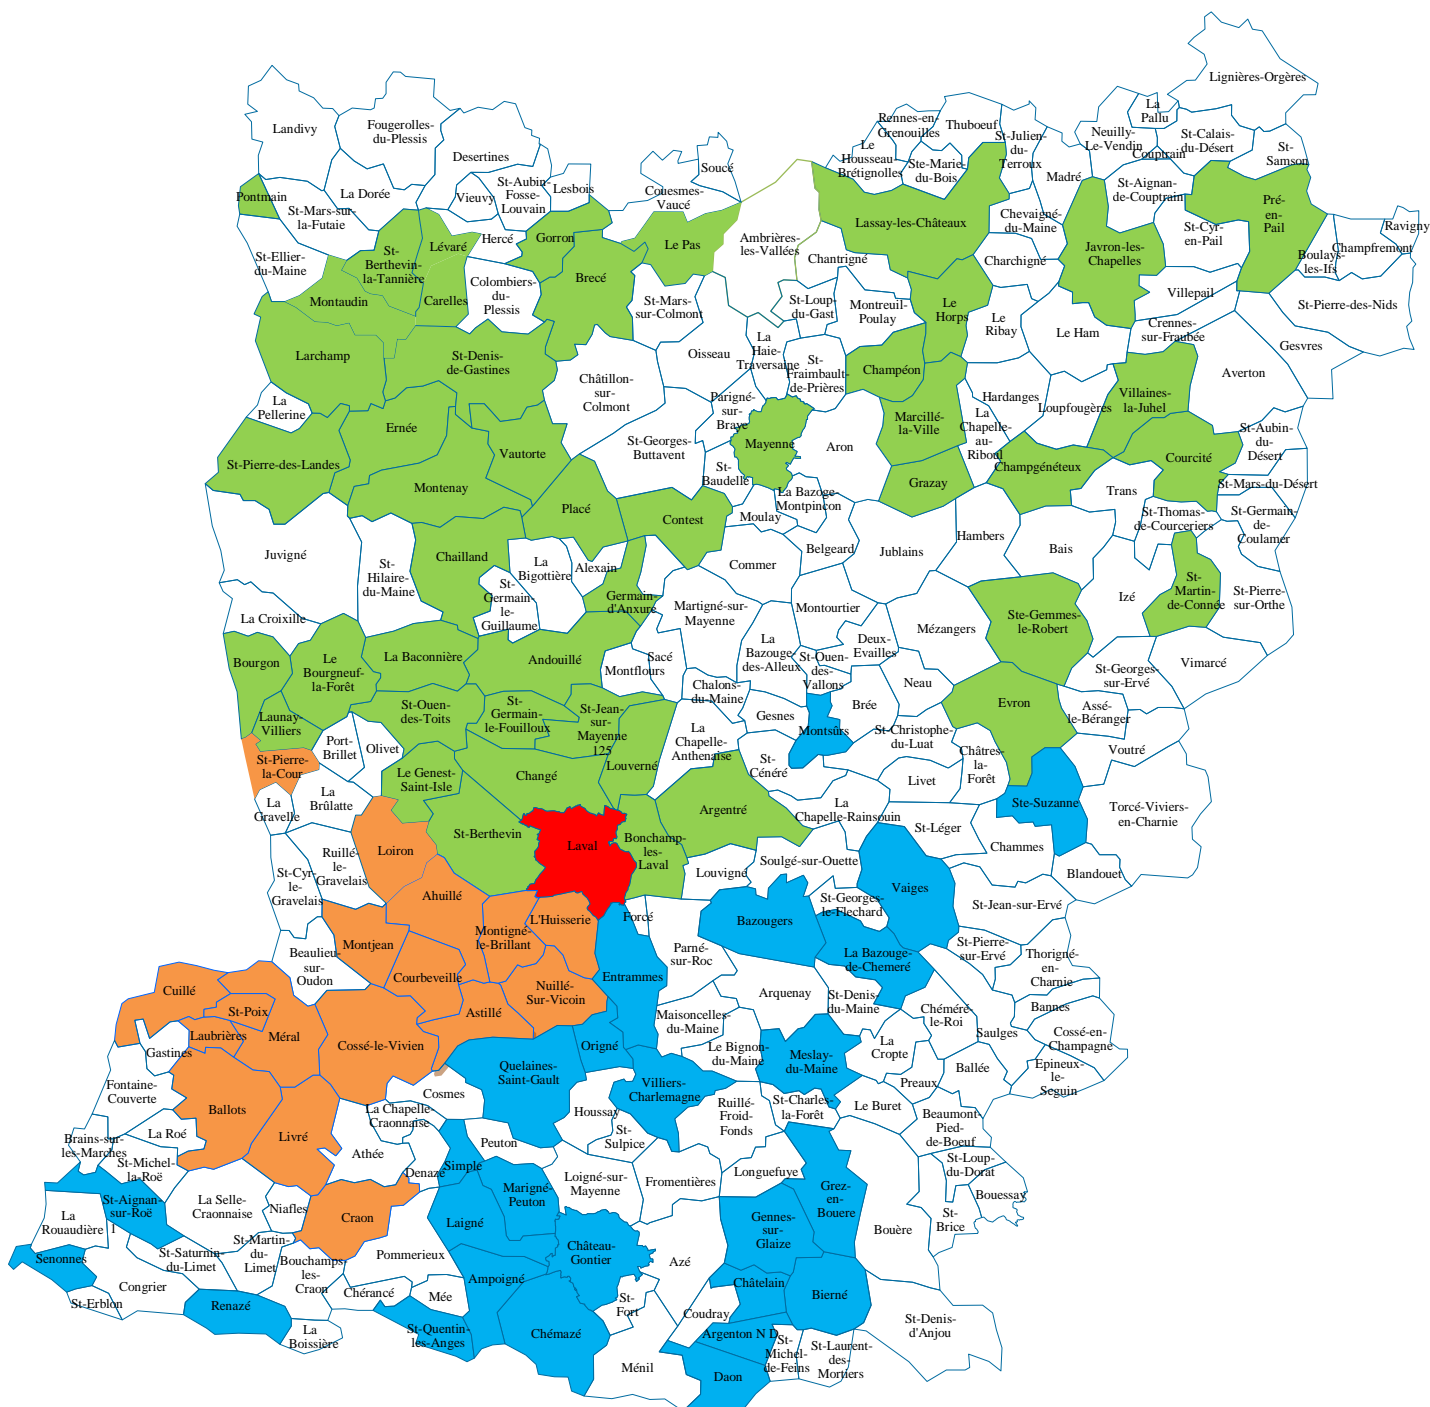 Lignières-Orgères
Landivy
Fougerolles-
du-Plessis
Rennes-en-
Grenouilles
Thuboeuf
La
Pallu
Neuilly-
Le-Vendin
Couptrain
St-Calais-
du-Désert
St-
Samson
St-Julien-
du-
Terroux
Le
Housseau-
Brétignolles
Ste-Marie-
du-Bois
Madré
St-Aignan-
de-Couptrain
Desertines
Soucé
Couesmes-
Vaucé
Lesbois
St-Aubin-
Fosse-
Louvain
Vieuvy
La Dorée
Pontmain
St-Mars-sur-
la-Futaie
Hercé
Lévaré
Gorron
Le Pas
Ambrières-
les-Vallées
Lassay-les-Châteaux
Chevaigné-
du-Maine
Javron-les-
Chapelles
St-Cyr-
en-Pail
Pré-
en-
Pail
Ravigny
Champfremont
Boulay-
les-Ifs
St-Ellier-
du-Maine
St-
Berthevin-
la-Tannière
Montaudin
Carelles
Colombiers-
du-
Plessis
Brecé
St-Mars-
sur-Colmont
Chantrigné
Charchigné
St-Loup-
du-Gast
Montreuil-
Poulay
Le
Horps
Le
Ribay
Le Ham
Villepail
Crennes-
sur-Fraubée
St-Pierre-des-Nids
Gesvres
Averton
Larchamp
St-Denis-
de-Gastines
Châtillon-
sur-
Colmont
Oisseau
La
Haie-
Traversaine
St-
Fraimbault-
de-Prières
Champéon
Hardanges
Loupfougères
Villaines-
la-Juhel
La
Pellerine
Ernée
Parigné-
sur-
Braye
Mayenne
Aron
Marcillé-
la-Ville
La
Chapelle-
au-
Riboul
Champgénéteux
Courcité
St-Aubin-
du-
Désert
St-Pierre-des-Landes
Vautorte
St-Georges-
Buttavent
St-
Baudelle
Grazay
Trans
St-Mars-du-Désert
Montenay
Placé
Contest
Moulay
La Bazoge-
Montpincon
St-Thomas-
de-Courceriers
St-Germain-
de-
Coulamer
Juvigné
St-
Hilaire-
du-Maine
Chailland
La
Bigottière
Alexain
Commer
Belgeard
Jublains
Hambers
Bais
St-
Germain-
le-
Guillaume
Germain-
d'Anxure
Martigné-sur-
Mayenne
Montourtier
Mézangers
Ste-Gemmes-
le-Robert
Izé
St-
Martin-
de-Connée
St-Pierre-
sur-Orthe
La Croixille
Bourgon
Le
Bourgneuf-
la-Forêt
La Baconnière
Andouillé
Montflours
Sacé
La
Bazouge-
des-Alleux
Deux-
Evailles
St-Ouen-
des-
Vallons
Neau
St-Georges-
sur-Ervé
Vimarcé
Chalons-
du-Maine
Gesnes
Montsûrs
Brée
Evron
Assé-
le-Béranger
Launay-
Villiers
St-Ouen-
des-Toits
St-
Germain-
le-Fouilloux
St-Jean-
sur-
Mayenne
125
Louverné
La
Chapelle-
Anthenaise
St-
Cénéré
St-Christophe-
du-Luat
Châtres-
la-Forêt
Voutré
St-Pierre-
la-Cour
Port-
Brillet
Olivet
Le Genest-
Saint-Isle
Changé
Livet
La
Gravelle
La
Brûlatte
Argentré
La
Chapelle-Rainsouin
Ste-Suzanne
Torcé-Viviers-
en-Charnie
St-Berthevin
Laval
Bonchamp-
les-
Laval
St-Léger
Chammes
Loiron
Ruillé-
le-
Gravelais
St-Cyr-
le-
Gravelais
Louvigne
Soulgé-sur-Ouette
Vaiges
Blandouet
Ahuillé
L'Huisserie
Forcé
Bazougers
St-Georges-
le-Flechard
St-Jean-sur-Ervé
Montjean
Montigné-
le-Brillant
Parné-
sur-Roc
La Bazouge-
de-Chemeré
St-Pierre-
sur-Ervé
Thorigné-
en-
Charnie
Beaulieu-
sur-
Oudon
Courbeveille
Entrammes
Cuillé
Nuillé-
Sur-Vicoin
Arquenay
St-Denis-
du-Maine
Chéméré-
le-Roi
Bannes
St-Poix
Astillé
Maisoncelles-
du-Maine
Saulges
Cossé-en-
Champagne
Laubrières
Méral
Cossé-le-Vivien
Origné
Le Bignon-
du-Maine
Meslay-
du-Maine
La
Cropte
Gastines
Quelaines-
Saint-Gault
Ballée
Epineux-
le-
Seguin
Fontaine-
Couverte
Cosmes
Villiers-
Charlemagne
Preaux
Ballots
La Chapelle-
Craonnaise
Houssay
Ruillé-
Froid-
Fonds
St-Charles-
la-Forêt
Le Buret
Beaumont-
Pied-
de-Boeuf
Brains-sur-
les-Marches
La Roé
Livré
Athée
Peuton
St-
Sulpice
St-Michel-
la-Roë
Denazé
Simple
Loigné-sur-
Mayenne
Fromentières
Longuefuye
St-Loup-
du-Dorat
La
Rouaudière
St-Aignan-
sur-Roë
La Selle-
Craonnaise
Niafles
Craon
Laigné
Marigné-
Peuton
Grez-
en-
Bouere
Bouessay
St-
Brice
Gennes-
sur-
Glaize
Bouère
Senonnes
St-Saturnin-
du-Limet
St-Martin-
du-
Limet
Bouchamps-
les-
Craon
Pommerieux
Château-
Gontier
Azé
Congrier
Chérancé
Mée
Ampoigné
Châtelain
Bierné
St-Erblon
Renazé
St-
Fort
Coudray
St-Denis-
d'Anjou
La
Boissière
St-Quentin-
les-Anges
Chémazé
Argenton N D
St-
Michel-
de-Feins
St-Laurent-
des-
Mortiers
Ménil
Daon